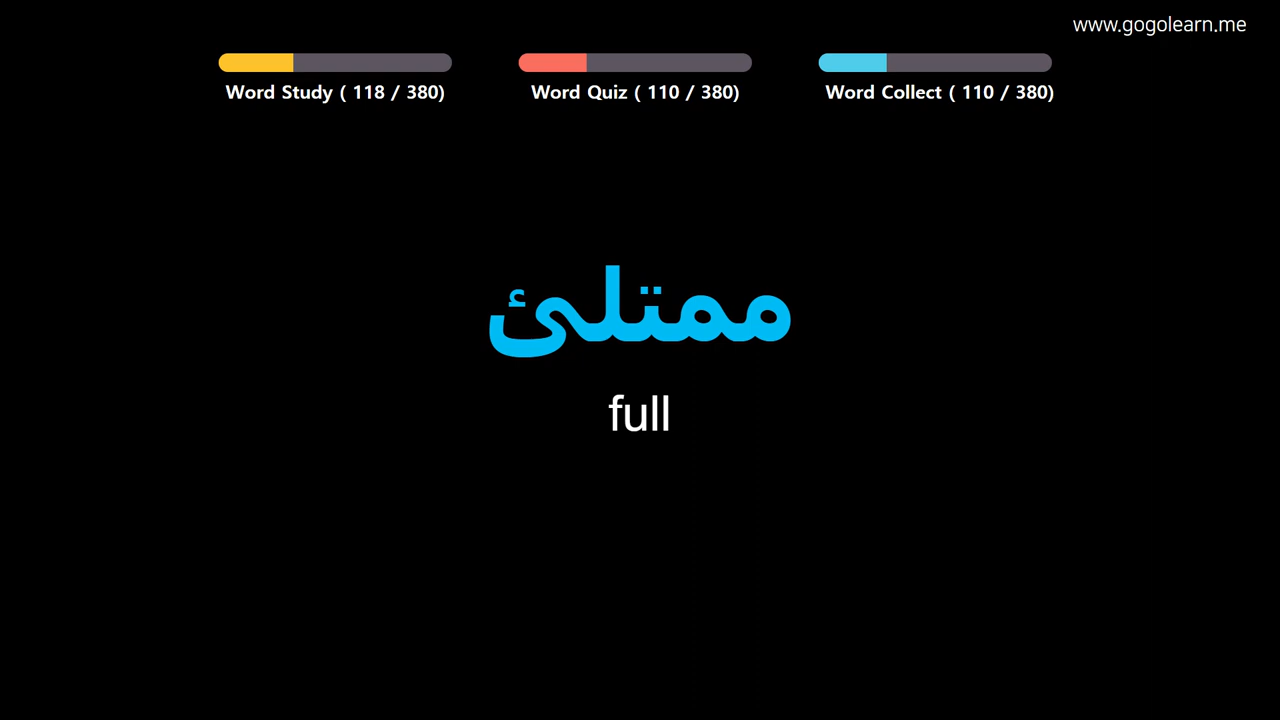 www.gogolearn.me
Word Study ( 118 / 380)
Word Quiz ( 110 / 380)
Word Collect ( 110 / 380)
ممتلئ
full